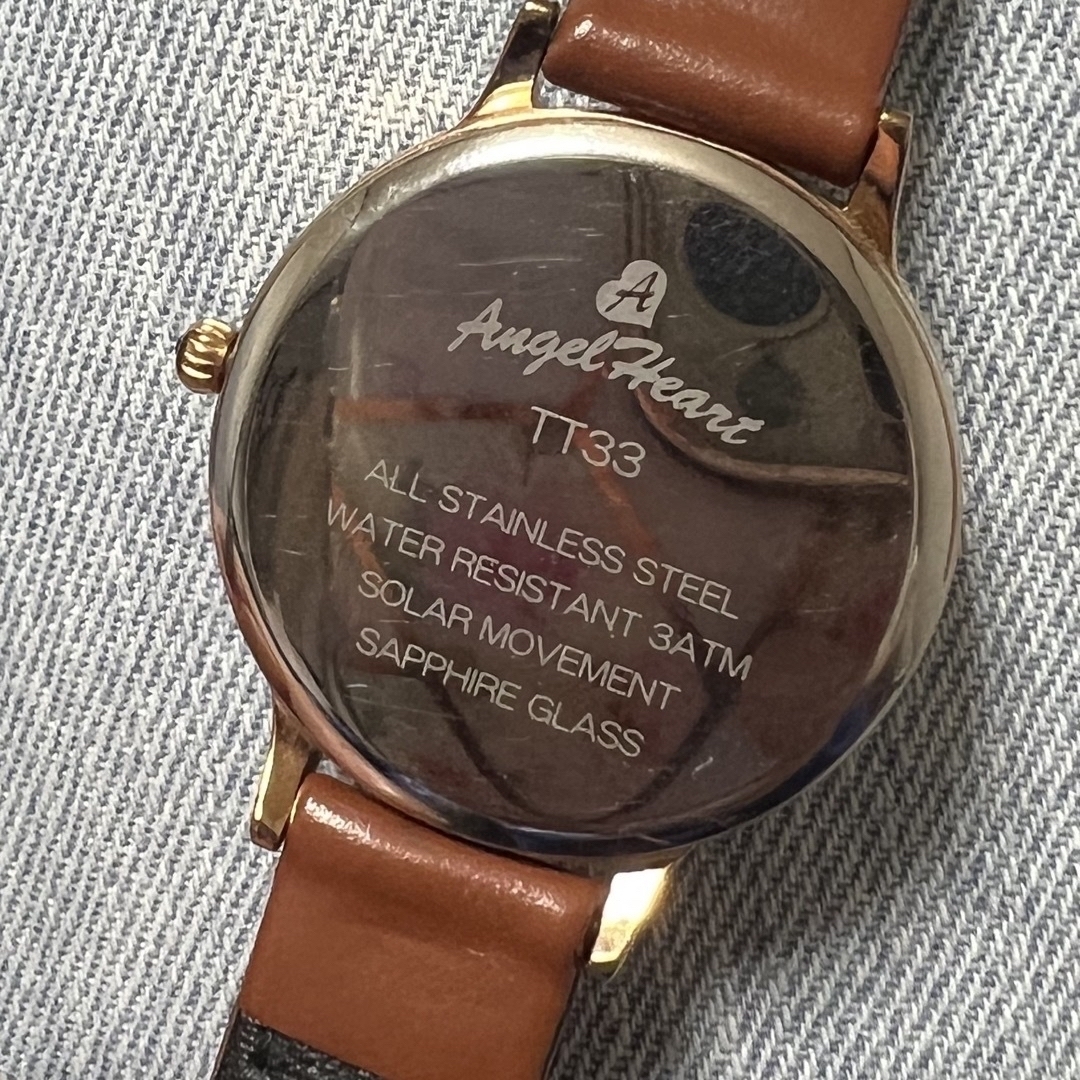 A
Angel Heart
TT33
ALL STAINLESS STEEL
WATER RESISTANT 3ATM
SOLAR MOVEMENT
SAPPHIRE GLASS